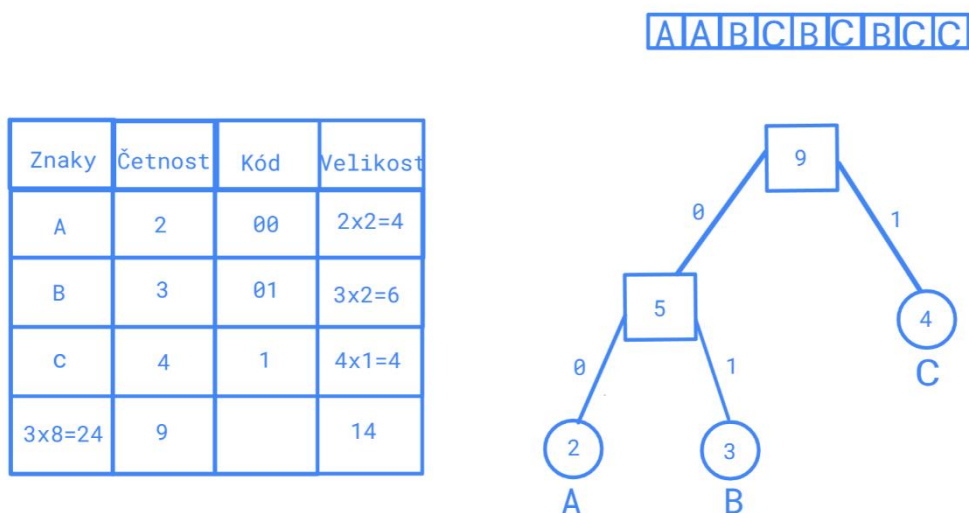 A A B C B C B C C
Znaky Četnost Kód Velikost
A 2 00 2x2=4
B 3 01 3x2=6
C 4 1 4x1=4
3x8=24 9 14
9
0 1
5
4
C
0 1
2 3
A B